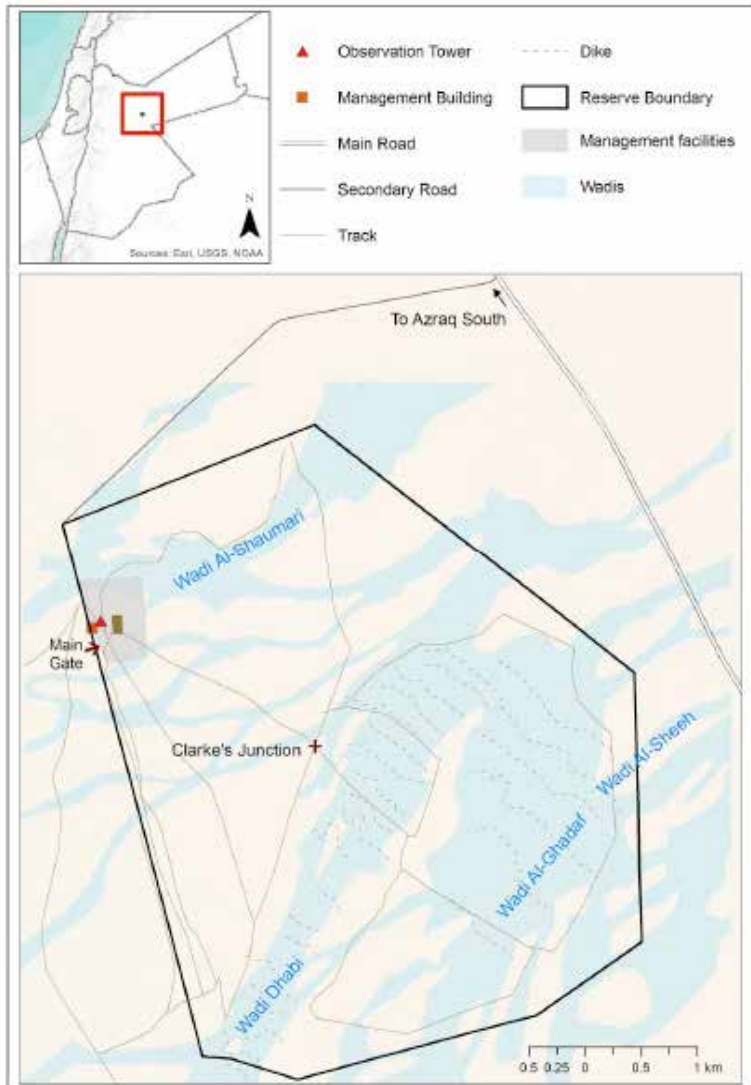 Observation Tower
Management Building
Main Road
Secondary Road
Track
Dike
Reserve Boundary
Management facilities
Wadis
N
Sources: Esri, USGS, NOAA
To Azraq South
Wadi Al-Shaumari
Main
Gate
Clarke's Junction
Wadi Al-Sheeh
Wadi Al-Ghadaf
Wadi Dhabi
0.5 0.25 0 0.5 1 km